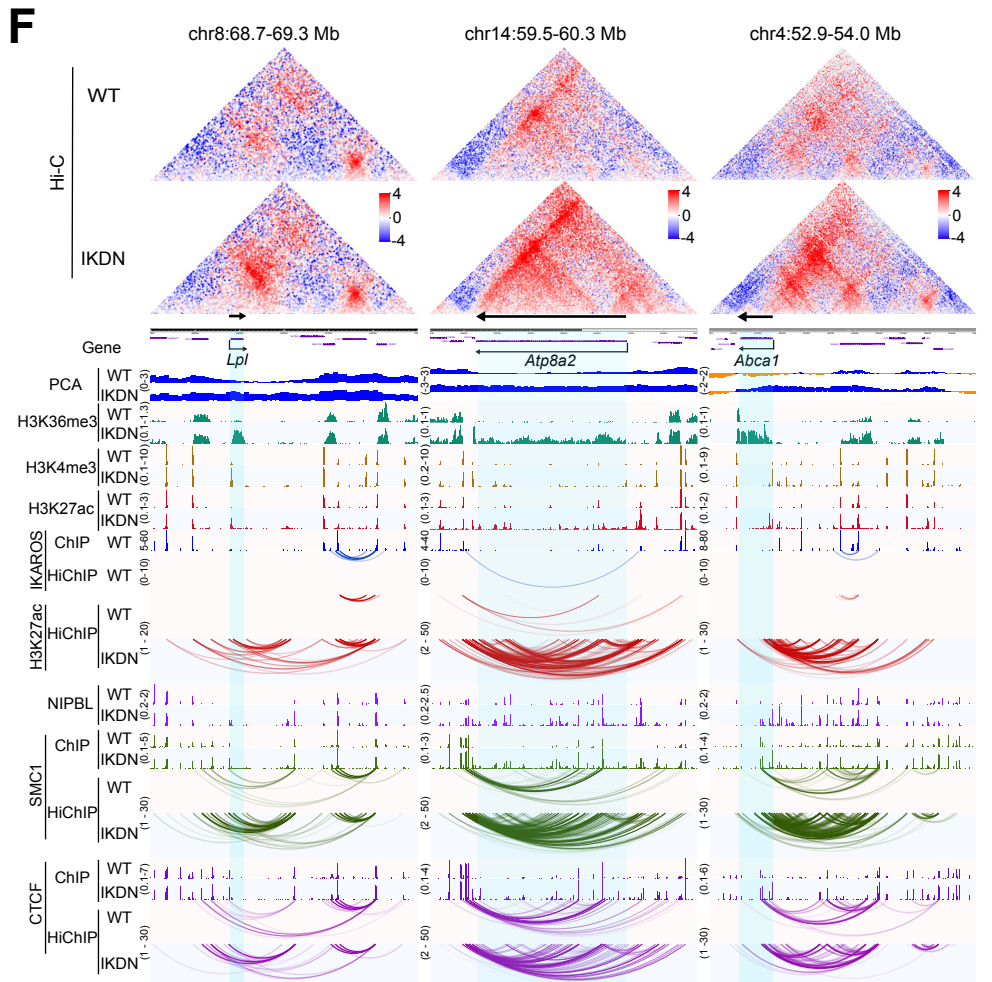 F
chr8:68.7-69.3 Mb chr14:59.5-60.3 Mb chr4:52.9-54.0 Mb
Hi-C
WT
IKDN
4 0 -4
4 0 -4
4 0 -4
Gene Lpl Atp8a2 Abca1
PCA WT IKDN (0-3) (-3-3) (-2-2)
H3K36me3 WT IKDN (0.1-1.3) (0.1-1) (0.1-1)
H3K4me3 WT IKDN (0.1-10) (0.2-10) (0.1-9)
H3K27ac WT IKDN (0.1-3) (0.1-3) (0.1-2)
IKAROS ChIP WT 5-60 4-40 8-80
HiChIP WT (0-10) (0-10) (0-10)
H3K27ac HiChIP WT IKDN (1 - 20) (2 - 50) (1 - 30)
NIPBL WT IKDN (0.2-2) (0.2-2.5) (0.2-2)
SMC1 ChIP WT IKDN (0.1-5) (0.1-3) (0.1-4)
HiChIP WT IKDN (1 - 30) (2 - 50) (1 -30)
CTCF ChIP WT IKDN (0.1-7) (0.1-4) (0.1-6)
HiChIP WT IKDN (1 - 30) (2 - 50) (1 -30)